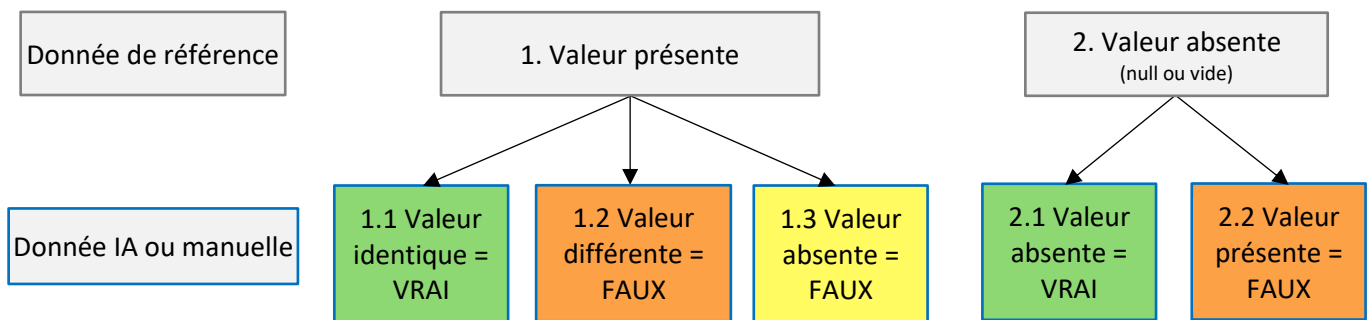 Donnée de référence
1. Valeur présente
2. Valeur absente
(null ou vide)
Donnée IA ou manuelle
1.1 Valeur
identique =
VRAI
1.2 Valeur
différente =
FAUX
1.3 Valeur
absente =
FAUX
2.1 Valeur
absente =
VRAI
2.2 Valeur
présente =
FAUX